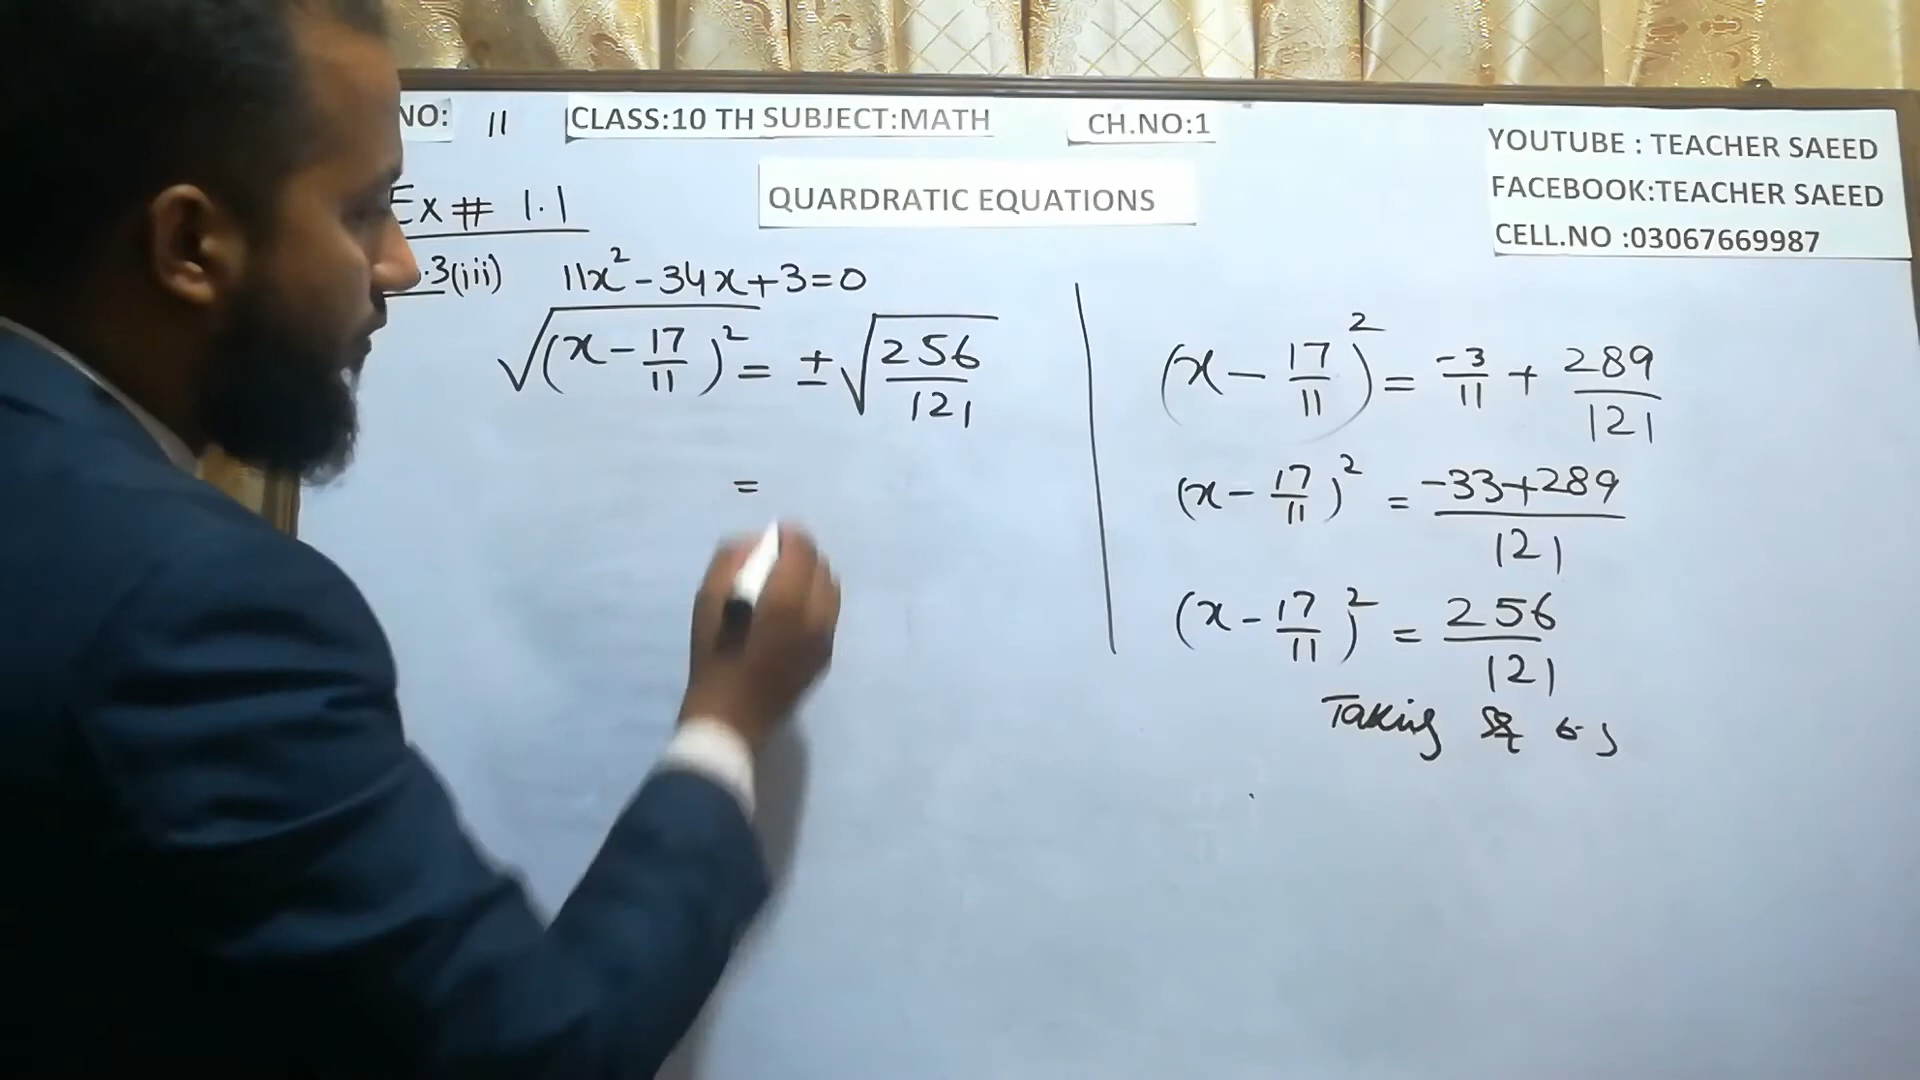 NO: 11 CLASS:10 TH SUBJECT:MATH CH.NO:1
QUARDRATIC EQUATIONS
YOUTUBE : TEACHER SAEED
FACEBOOK:TEACHER SAEED
CELL.NO :03067669987
Ex # 1.1
.3(iii) 11x² - 34x + 3 = 0
√(x - 17/11)² = ± √256/121
=
(x - 17/11)² = -3/11 + 289/121
(x - 17/11)² = -33+289/121
(x - 17/11)² = 256/121
Taking